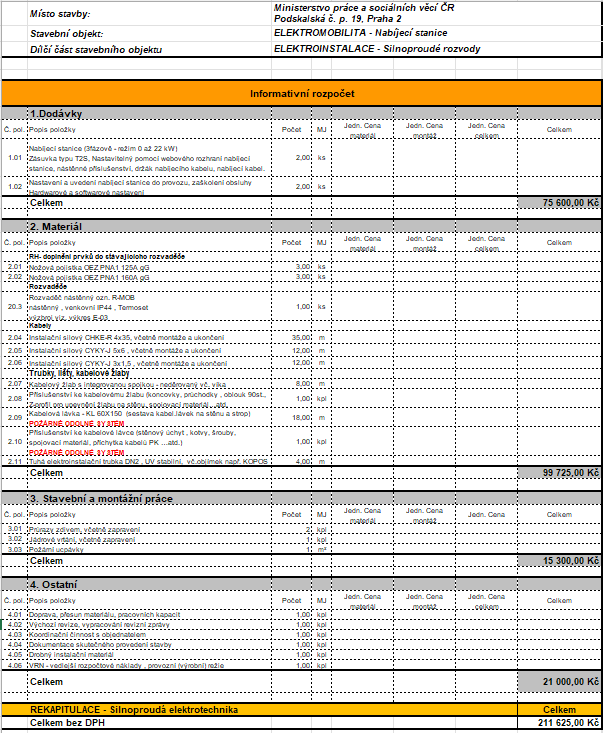 Místo stavby: Ministerstvo práce a sociálních věcí ČR
Podskalská č. p. 19, Praha 2
Stavební objekt: ELEKTROMOBILITA - Nabíjecí stanice
Dílčí část stavebního objektu ELEKTROINSTALACE - Silnoproudé rozvody
Informativní rozpočet
1.Dodávky
Č. pol. Popis položky Počet MJ Jedn. Cena materiál Jedn. Cena montáž Jedn. Cena celkem Celkem
Nabíjecí stanice (3fázově - režim 0 až 22 kW)
1.01 Zásuvka typu T2S, Nastavitelný pomocí webového rozhraní nabíjecí 2,00 ks
stanice, nástěnné příslušenství, držák nabíjecího kabelu, nabíjecí kabel.
1.02 Nastavení a uvedení nabíjecí stanice do provozu, zaškolení obsluhy 2,00 ks
Hardwarové a softwarové nastavení
Celkem 75 600,00 Kč
2. Materiál
Č. pol. Popis položky Počet MJ Jedn. Cena materiál Jedn. Cena montáž Jedn. Cena celkem Celkem
RH- doplnění prvků do stávajícího rozvaděče
2.01 Nožová pojistka OEZ PNA1 125A gG 3,00 ks
2.02 Nožová pojistka OEZ PNA1 160A gG 3,00 ks
Rozvaděče
Rozvaděč nástěnný ozn. R-MOB
20.3 nástěnný , venkovní IP44 , Termoset 1,00 ks
výzbroj viz. výkres E-03
Kabely
2.04 Instalační silový CHKE-R 4x35, včetně montáže a ukončení 35,00 m
2.05 Instalační silový CYKY-J 5x6 , včetně montáže a ukončení 12,00 m
2.06 Instalační silový CYKY-J 3x1,5 , včetně montáže a ukončení 12,00 m
Trubky, lišty, kabelové žlaby
2.07 Kabelový žlab s integrovanou spojkou - neděrovaný vč. víka 8,00 m
2.08 Příslušenství ke kabelovému žlabu (koncovky, průchodky , oblouk 90st., 1,00 kpl
Z-profil pro upevnění žlabu na stěnu, spojovací materiál ..atd.
2.09 Kabelová lávka - KL 60X150 (sestava kabel.lávek na stěnu a strop) 18,00 m
POŽÁRNĚ ODOLNÉ SYSTÉM
Příslušenství ke kabelové lávce (stěnový úchyt , kotvy, šrouby,
2.10 spojovací materiál, příchytka kabelů PK ...atd.) 1,00 kpl
POŽÁRNĚ ODOLNÉ SYSTÉM
2.11 Tuhá elektroinstalační trubka DN2 , UV stabilní, vč.objímek např. KOPOS 4,00 m
Celkem 99 725,00 Kč
3. Stavební a montážní práce
Č. pol. Popis položky Počet MJ Jedn. Cena materiál Jedn. Cena montáž Jedn. Cena Celkem
3.01 Průrazy zdivem, včetně zapravení 2 kpl
3.02 Jádrové vrtání, včetně zapravení 1 kpl
3.03 Požární ucpávky 1 m²
Celkem 15 300,00 Kč
4. Ostatní
Č. pol. Popis položky Počet MJ Jedn. Cena materiál Jedn. Cena montáž Jedn. Cena celkem Celkem
4.01 Doprava, přesun materiálu, pracovních kapacit 1,00 kpl
4.02 Výchozí revize, vypracování revizní zprávy 1,00 kpl
4.03 Koordinační činnost s objednatelem 1,00 kpl
4.04 Dokumentace skutečného provedení stavby 1,00 kpl
4.05 Drobný instalační materiál 1,00 kpl
4.06 VRN - vedlejší rozpočtové náklady , provozní (výrobní) režie 1,00 kpl
Celkem 21 000,00 Kč
REKAPITULACE - Silnoproudá elektrotechnika Celkem
Celkem bez DPH 211 625,00 Kč